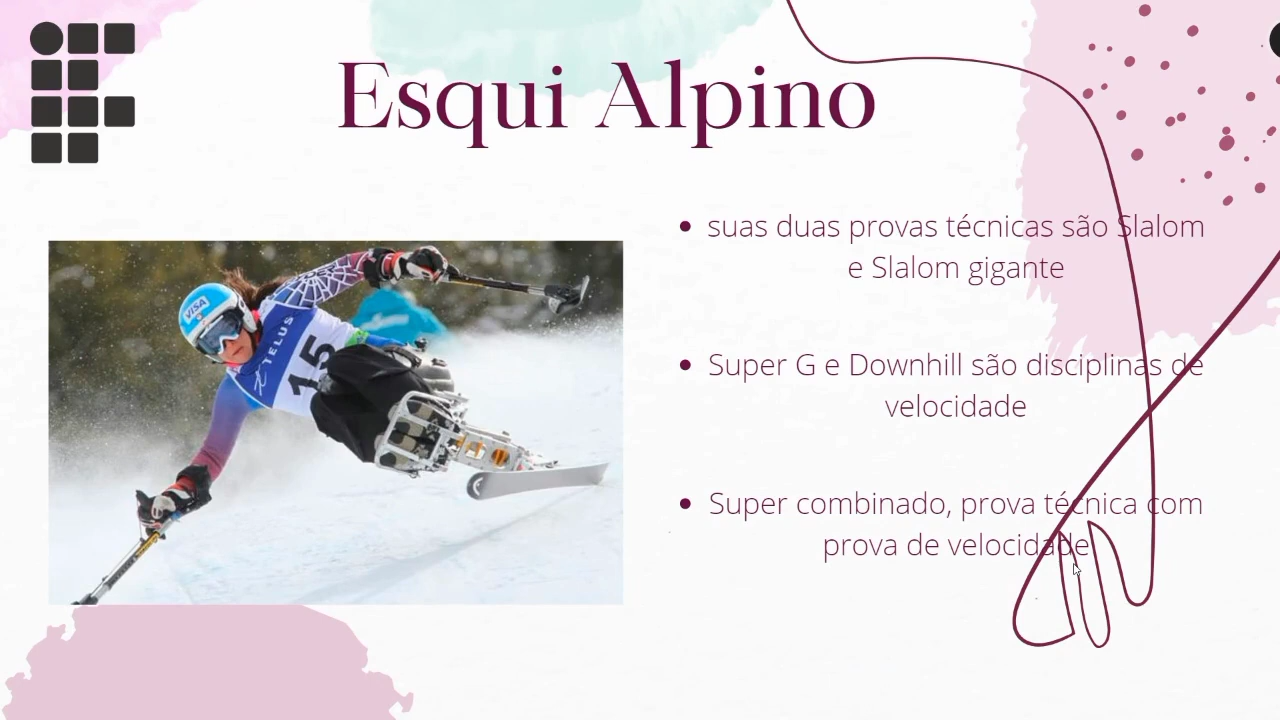 Esqui Alpino
suas duas provas técnicas são Slalom
e Slalom gigante
Super G e Downhill são disciplinas de
velocidade
Super combinado, prova técnica com
prova de velocidade
VISA
TELUS
15